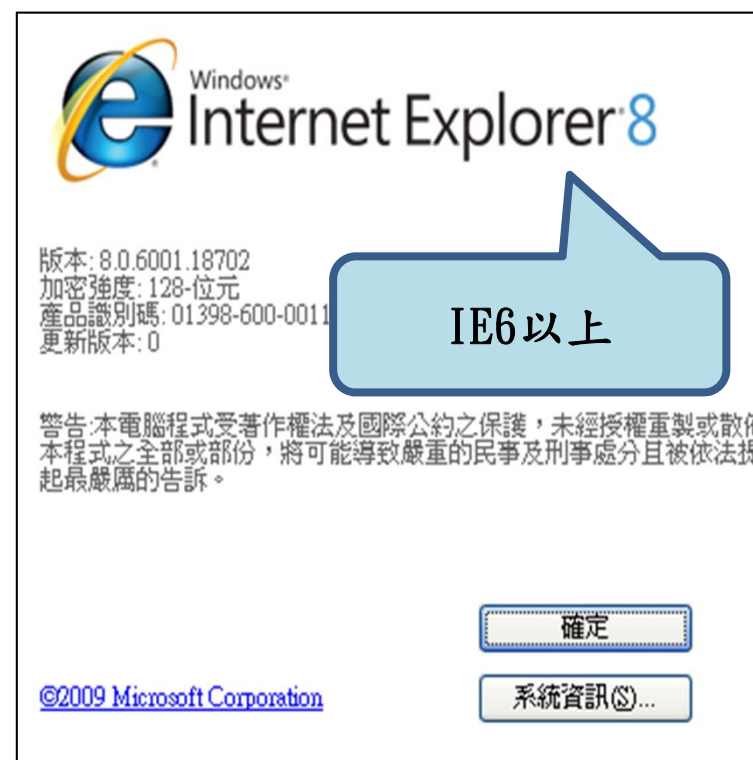 Windows®
Internet Explorer 8
版本: 8.0.6001.18702
加密強度: 128-位元
產品識別碼: 01398-600-0011
更新版本: 0
IE6以上
警告:本電腦程式受著作權法及國際公約之保護，未經授權重製或散
本程式之全部或部份，將可能導致嚴重的民事及刑事處分且被依法提
起最嚴厲的告訴。
確定
©2009 Microsoft Corporation
系統資訊(S)...